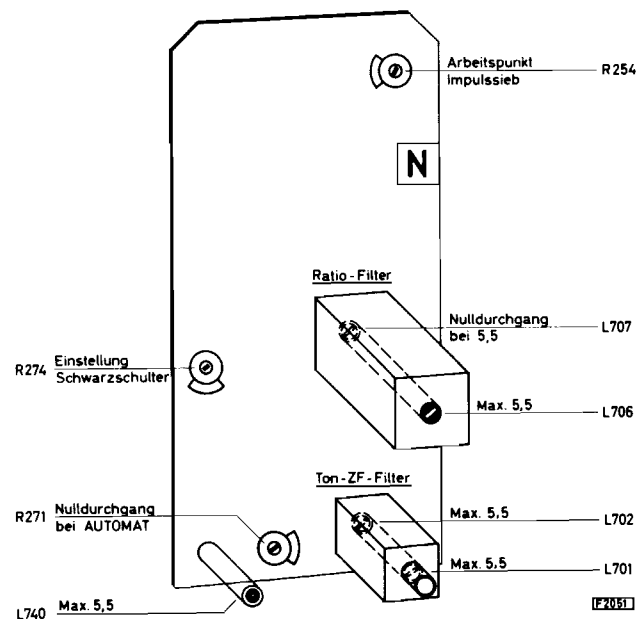 Arbeitspunkt
Impulssieb
R254
N
Ratio-Filter
Nulldurchgang
bei 5,5
L707
R274
Einstellung
Schwarzschulter
Max. 5,5
L706
Ton-ZF-Filter
R271
Nulldurchgang
bei AUTOMAT
Max. 5,5
L702
Max. 5,5
L701
L740
Max. 5,5
F2051